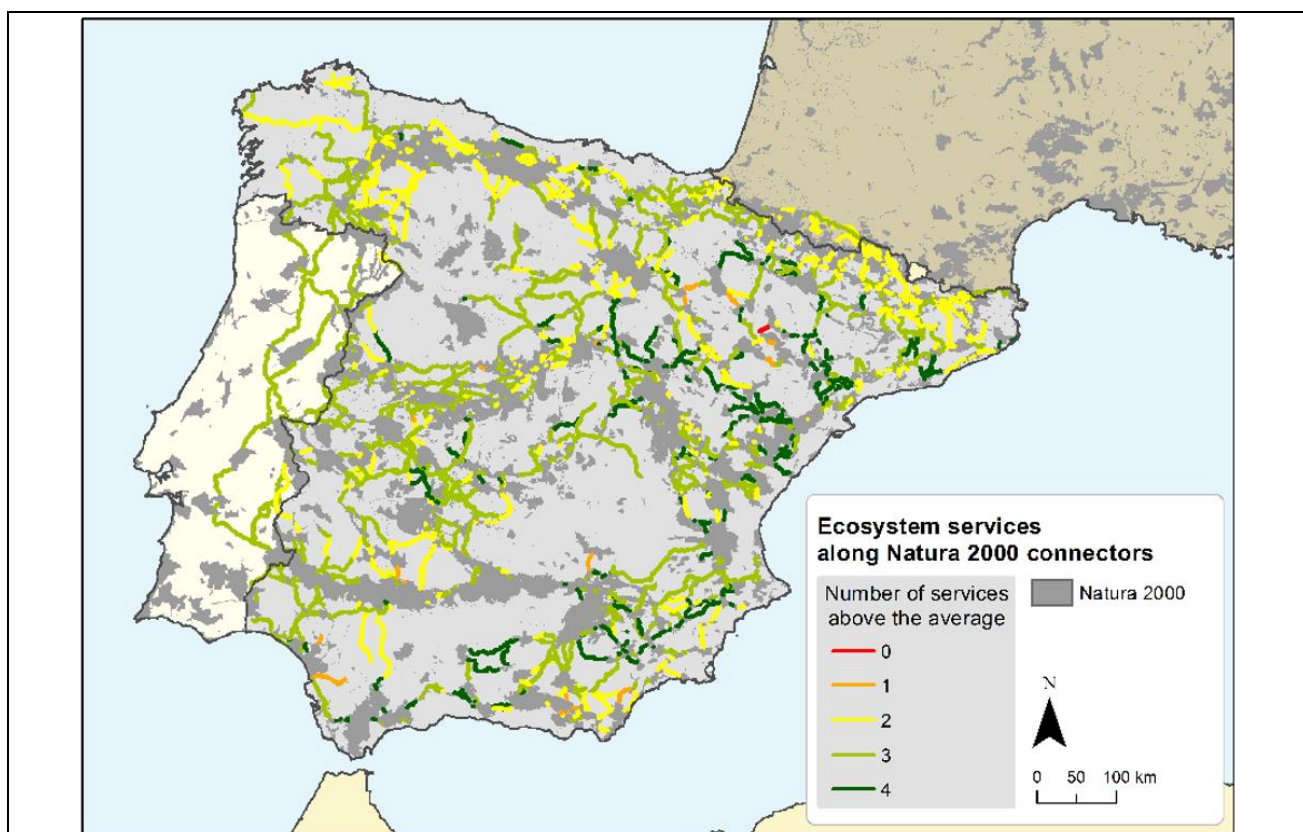 Ecosystem services
along Natura 2000 connectors
Number of services
above the average
0
1
2
3
4
Natura 2000
N
0 50 100 km